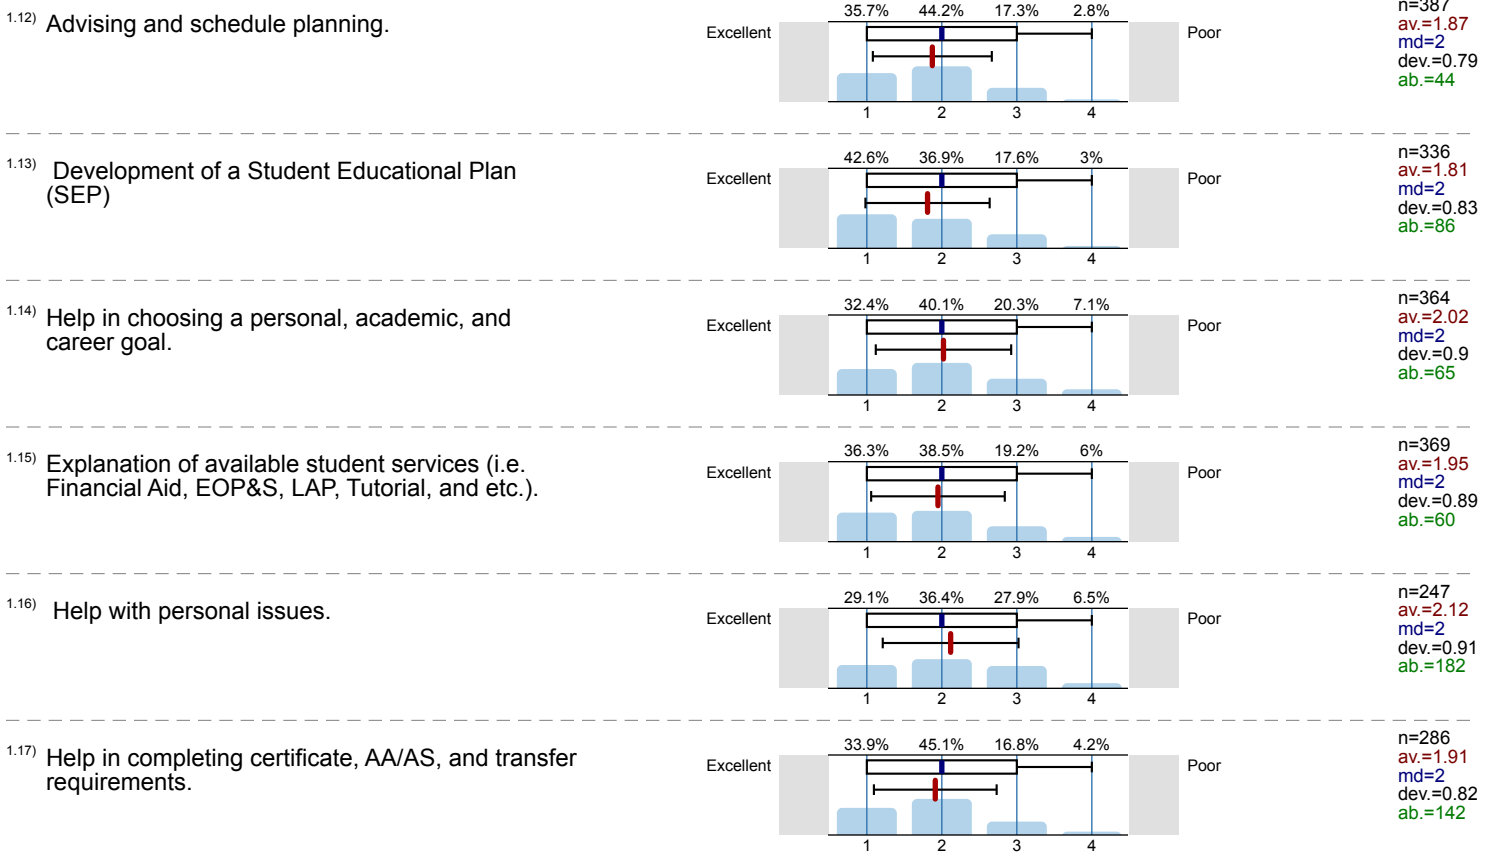 35.7% 44.2% 17.3% 2.8%
n=387
1.12) Advising and schedule planning.
Excellent
Poor
av.=1.87
md=2
dev.=0.79
ab.=44
1 2 3 4
1.13) Development of a Student Educational Plan
(SEP)
42.6% 36.9% 17.6% 3%
Excellent
Poor
n=336
av.=1.81
md=2
dev.=0.83
ab.=86
1 2 3 4
1.14) Help in choosing a personal, academic, and
career goal.
32.4% 40.1% 20.3% 7.1%
Excellent
Poor
n=364
av.=2.02
md=2
dev.=0.9
ab.=65
1 2 3 4
1.15) Explanation of available student services (i.e.
Financial Aid, EOP&S, LAP, Tutorial, and etc.).
36.3% 38.5% 19.2% 6%
Excellent
Poor
n=369
av.=1.95
md=2
dev.=0.89
ab.=60
1 2 3 4
1.16) Help with personal issues.
29.1% 36.4% 27.9% 6.5%
Excellent
Poor
n=247
av.=2.12
md=2
dev.=0.91
ab.=182
1 2 3 4
1.17) Help in completing certificate, AA/AS, and transfer
requirements.
33.9% 45.1% 16.8% 4.2%
Excellent
Poor
n=286
av.=1.91
md=2
dev.=0.82
ab.=142
1 2 3 4